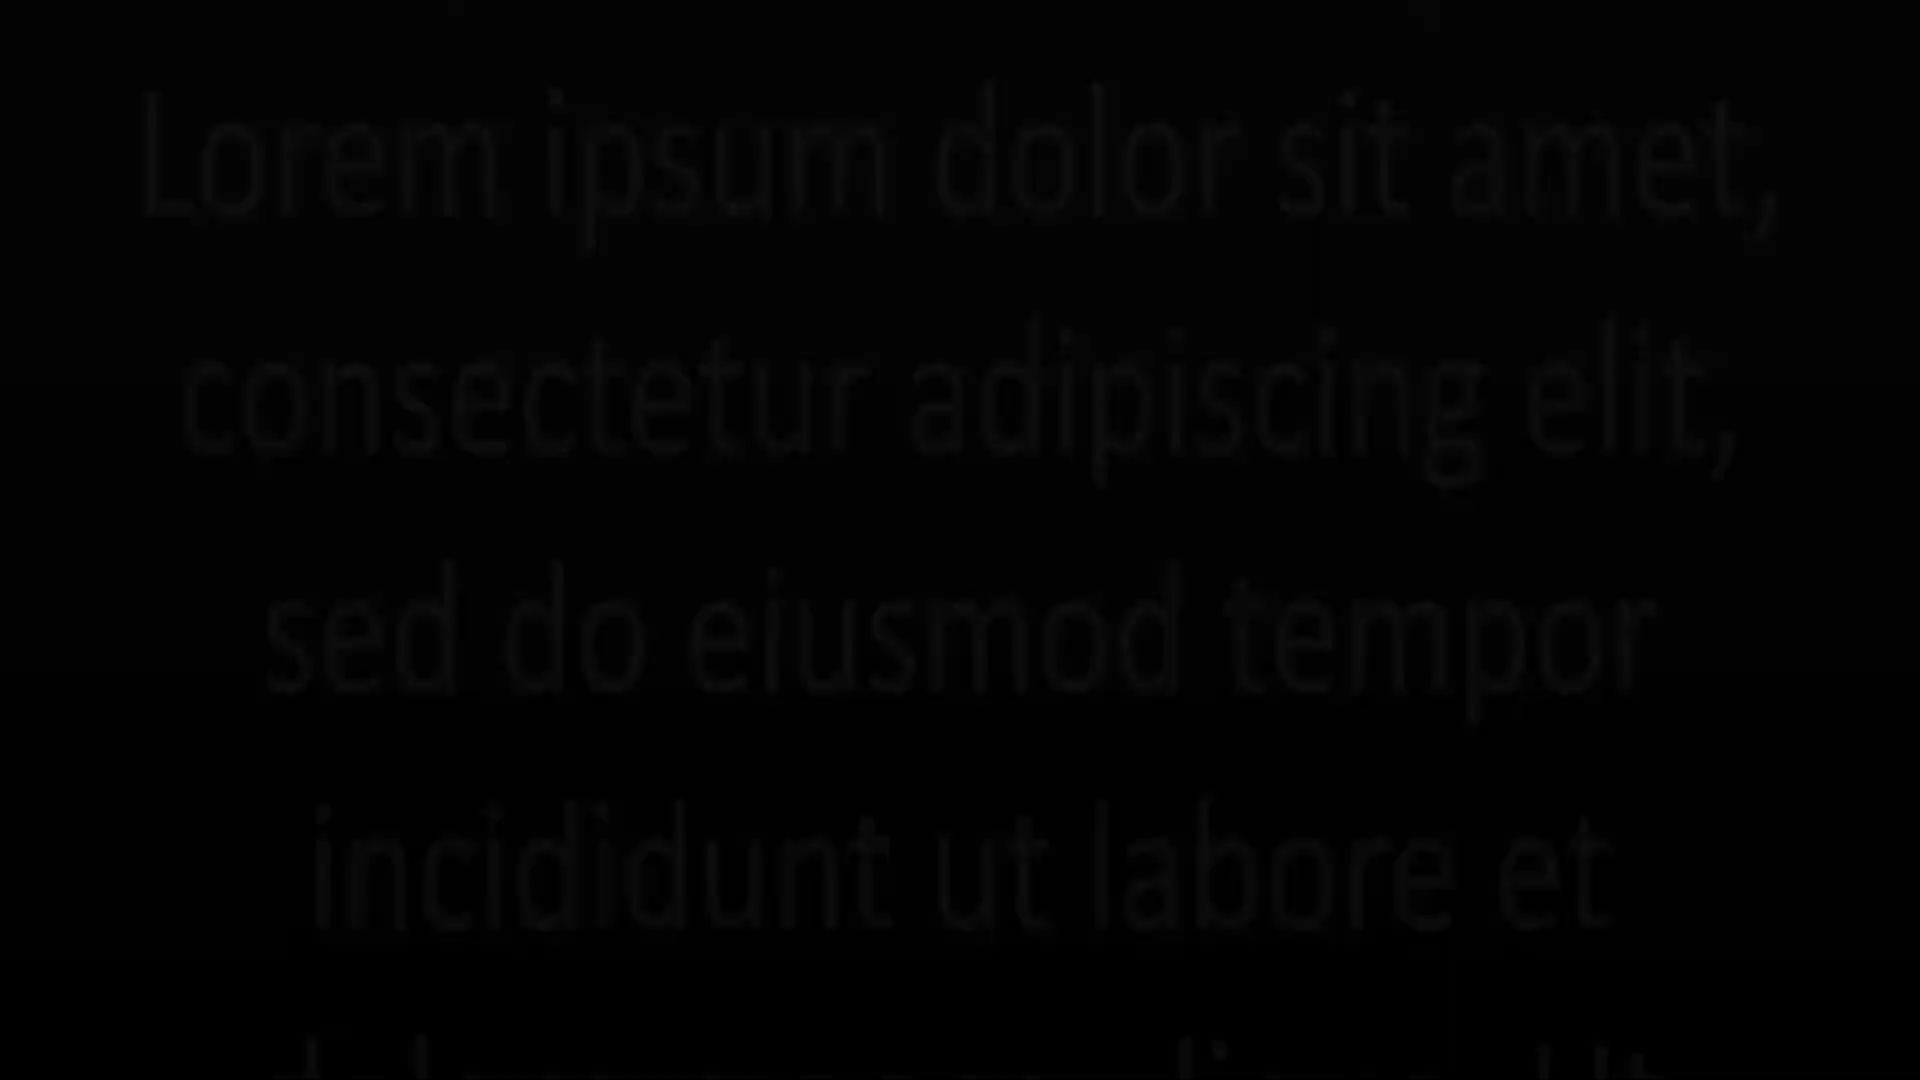 Lorem ipsum dolor sit amet,
consectetur adipiscing elit,
sed do eiusmod tempor
incididunt ut labore et